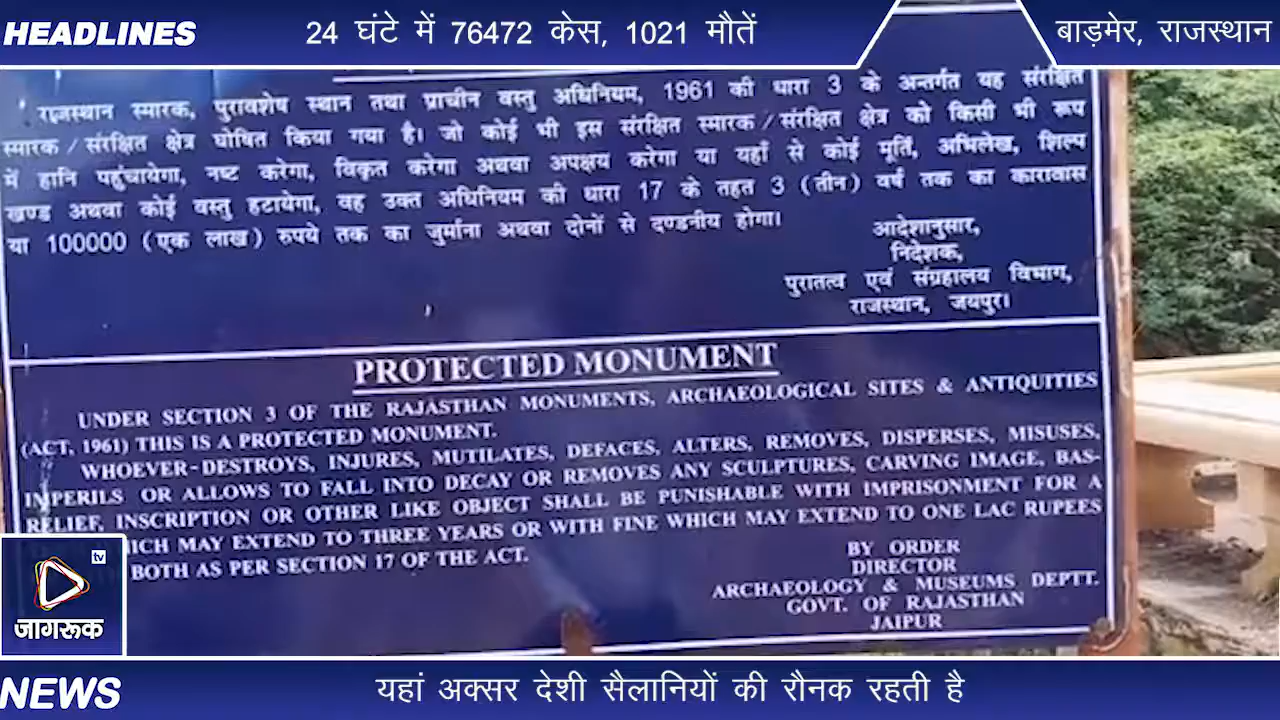 HEADLINES
24 घंटे में 76472 केस, 1021 मौतें
बाड़मेर, राजस्थान
राजस्थान स्मारक, पुरावशेष स्थान तथा प्राचीन वस्तु अधिनियम, 1961 की धारा 3 के अन्तर्गत यह संरक्षित
स्मारक / संरक्षित क्षेत्र घोषित किया गया है। जो कोई भी इस संरक्षित स्मारक / संरक्षित क्षेत्र को किसी भी रूप
में हानि पहुंचायेगा, नष्ट करेगा, विकृत करेगा अथवा अपक्षय करेगा या यहाँ से कोई मूर्ति, अभिलेख, शिल्प
खण्ड अथवा कोई वस्तु हटायेगा, वह उक्त अधिनियम की धारा 17 के तहत 3 (तीन) वर्ष तक का कारावास
या 100000 (एक लाख) रुपये तक का जुर्माना अथवा दोनों से दण्डनीय होगा।
आदेशानुसार,
निदेशक,
पुरातत्व एवं संग्रहालय विभाग,
राजस्थान, जयपुर।
PROTECTED MONUMENT
UNDER SECTION 3 OF THE RAJASTHAN MONUMENTS, ARCHAEOLOGICAL SITES & ANTIQUITIES
(ACT, 1961) THIS IS A PROTECTED MONUMENT.
WHOEVER-DESTROYS, INJURES, MUTILATES, DEFACES, ALTERS, REMOVES, DISPERSES, MISUSES,
IMPERILS OR ALLOWS TO FALL INTO DECAY OR REMOVES ANY SCULPTURES, CARVING IMAGE, BAS-
RELIEF, INSCRIPTION OR OTHER LIKE OBJECT SHALL BE PUNISHABLE WITH IMPRISONMENT FOR A
ICH MAY EXTEND TO THREE YEARS OR WITH FINE WHICH MAY EXTEND TO ONE LAC RUPEES
BOTH AS PER SECTION 17 OF THE ACT.
BY ORDER
DIRECTOR
ARCHAEOLOGY & MUSEUMS DEPTT.
GOVT. OF RAJASTHAN
JAIPUR
tv
जागरूक
NEWS
यहां अक्सर देशी सैलानियों की रौनक रहती है